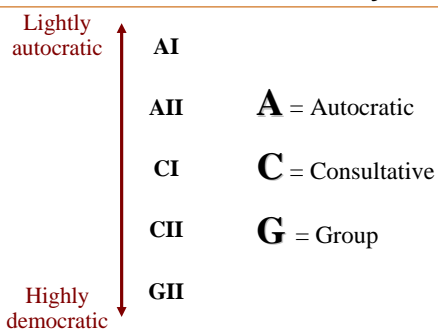 Lightly
autocratic
AI
AII
A = Autocratic
CI
C = Consultative
CII
G = Group
GII
Highly
democratic